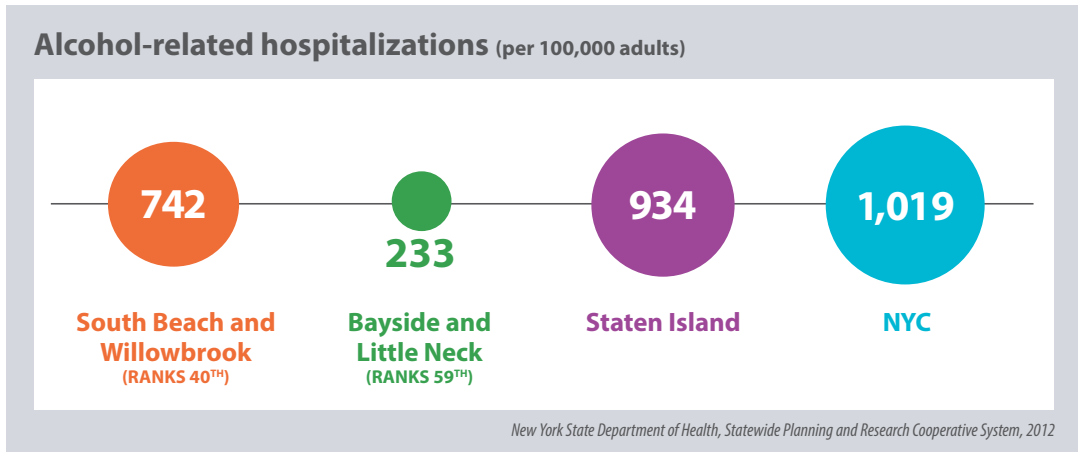 Alcohol-related hospitalizations (per 100,000 adults)
742
233
934
1,019
South Beach and
Willowbrook
(RANKS 40TH)
Bayside and
Little Neck
(RANKS 59TH)
Staten Island
NYC
New York State Department of Health, Statewide Planning and Research Cooperative System, 2012